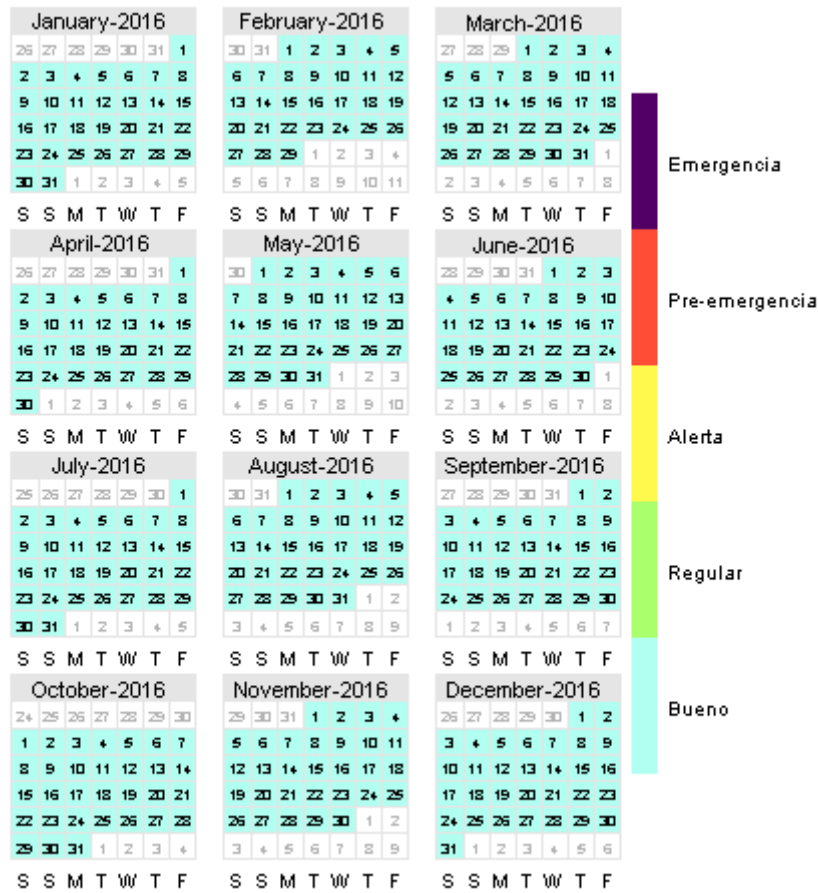 January-2016
26 27 28 29 30 31 1
2 3 4 5 6 7 8
9 10 11 12 13 14 15
16 17 18 19 20 21 22
23 24 25 26 27 28 29
30 31 1 2 3 4 5
S S M T W T F
February-2016
30 31 1 2 3 4 5
6 7 8 9 10 11 12
13 14 15 16 17 18 19
20 21 22 23 24 25 26
27 28 29 1 2 3 4
5 6 7 8 9 10 11
S S M T W T F
March-2016
27 28 29 1 2 3 4
5 6 7 8 9 10 11
12 13 14 15 16 17 18
19 20 21 22 23 24 25
26 27 28 29 30 31 1
2 3 4 5 6 7 8
S S M T W T F
April-2016
26 27 28 29 30 31 1
2 3 4 5 6 7 8
9 10 11 12 13 14 15
16 17 18 19 20 21 22
23 24 25 26 27 28 29
30 1 2 3 4 5 6
S S M T W T F
May-2016
30 1 2 3 4 5 6
7 8 9 10 11 12 13
14 15 16 17 18 19 20
21 22 23 24 25 26 27
28 29 30 31 1 2 3
4 5 6 7 8 9 10
S S M T W T F
June-2016
28 29 30 31 1 2 3
4 5 6 7 8 9 10
11 12 13 14 15 16 17
18 19 20 21 22 23 24
25 26 27 28 29 30 1
2 3 4 5 6 7 8
S S M T W T F
July-2016
25 26 27 28 29 30 1
2 3 4 5 6 7 8
9 10 11 12 13 14 15
16 17 18 19 20 21 22
23 24 25 26 27 28 29
30 31 1 2 3 4 5
S S M T W T F
August-2016
30 31 1 2 3 4 5
6 7 8 9 10 11 12
13 14 15 16 17 18 19
20 21 22 23 24 25 26
27 28 29 30 31 1 2
3 4 5 6 7 8 9
S S M T W T F
September-2016
27 28 29 30 31 1 2
3 4 5 6 7 8 9
10 11 12 13 14 15 16
17 18 19 20 21 22 23
24 25 26 27 28 29 30
1 2 3 4 5 6 7
S S M T W T F
October-2016
24 25 26 27 28 29 30
1 2 3 4 5 6 7
8 9 10 11 12 13 14
15 16 17 18 19 20 21
22 23 24 25 26 27 28
29 30 31 1 2 3 4
S S M T W T F
November-2016
29 30 31 1 2 3 4
5 6 7 8 9 10 11
12 13 14 15 16 17 18
19 20 21 22 23 24 25
26 27 28 29 30 1 2
3 4 5 6 7 8 9
S S M T W T F
December-2016
26 27 28 29 30 1 2
3 4 5 6 7 8 9
10 11 12 13 14 15 16
17 18 19 20 21 22 23
24 25 26 27 28 29 30
31 1 2 3 4 5 6
S S M T W T F
Emergencia
Pre-emergencia
Alerta
Regular
Bueno